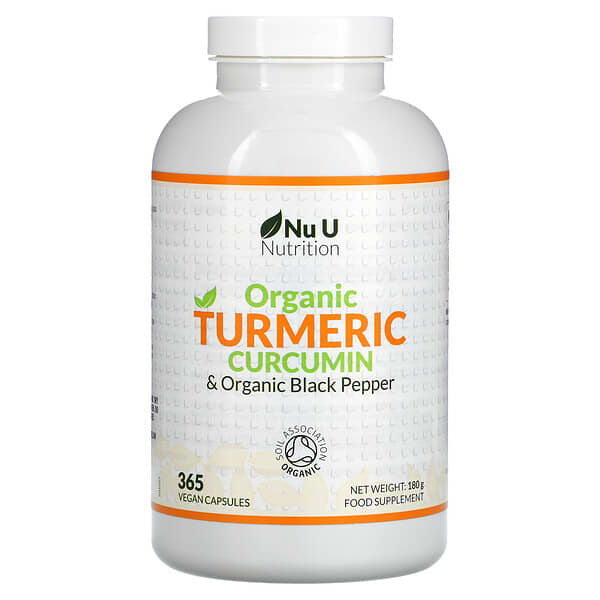 Nu U
Nutrition
Organic
TURMERIC
CURCUMIN
& Organic Black Pepper
SOIL ASSOCIATION
ORGANIC
365
VEGAN CAPSULES
NET WEIGHT: 180 g
FOOD SUPPLEMENT